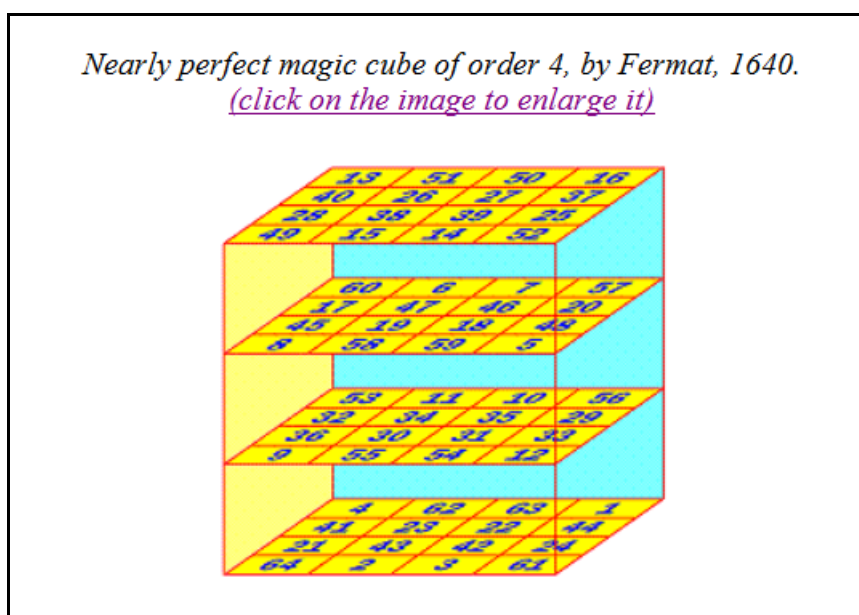 Nearly perfect magic cube of order 4, by Fermat, 1640.
(click on the image to enlarge it)
13 51 50 16
40 26 27 37
28 38 39 25
49 15 14 52
60 6 7 57
17 47 46 20
45 19 18 48
8 58 59 5
53 11 10 56
32 34 35 29
36 30 31 33
9 55 54 12
4 62 63 1
41 23 22 44
21 43 42 24
64 2 3 61